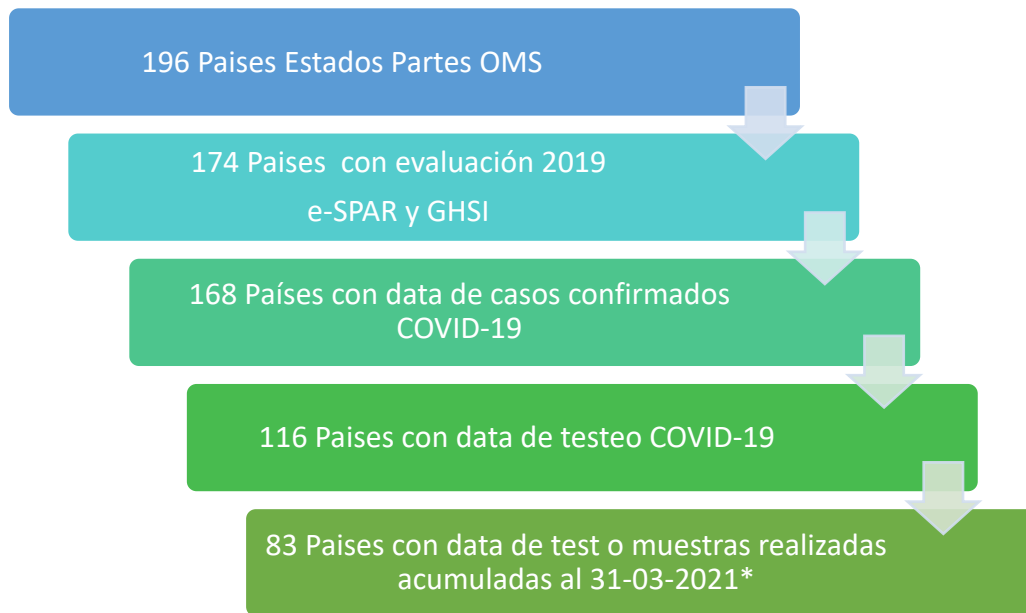 196 Paises Estados Partes OMS
174 Paises con evaluación 2019
e-SPAR y GHSI
168 Países con data de casos confirmados
COVID-19
116 Paises con data de testeo COVID-19
83 Paises con data de test o muestras realizadas
acumuladas al 31-03-2021*